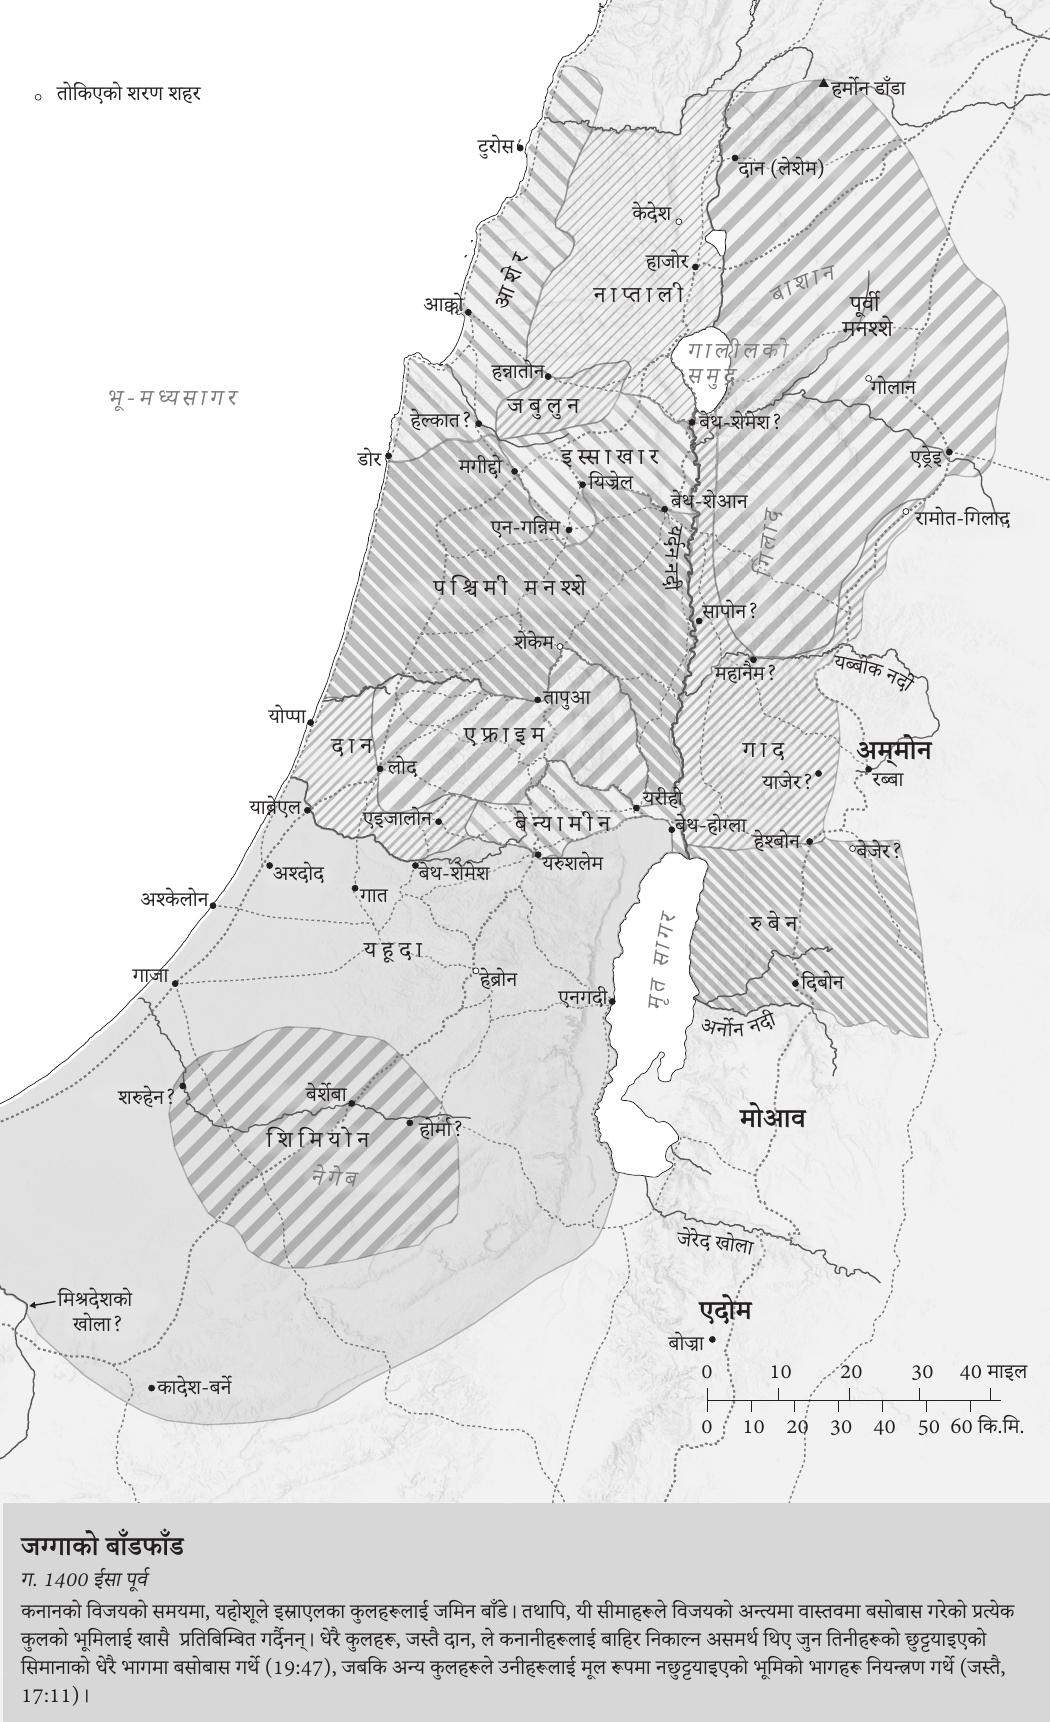 तोकिएको शरण शहर
हर्मोन डाँडा
टुरोस
दान (लेशेम)
केदेश
हाजोर
आशेर
नाप्ताली
बाशान
पूर्वी
मनश्शे
आक्को
गालीलको
समुद्र
हन्नातोन
गोलान
भू-मध्यसागर
जबुलुन
हेल्कात?
बेथ-शेमेश?
डोर
मगीद्दो
इस्साखार
एड्रेइ
यिज्रेल
बेथ-शेआन
रामोत-गिलाद
एन-गन्निम
यर्दन नदी
गिलाद
पश्चिमी मनश्शे
सापोन?
शेकेम
महानैम?
यब्बोक नदी
तापुआ
योप्पा
दान
एफ्राइम
गाद
अम्मोन
लोद
याजेर?
रब्बा
याब्नेएल
एइजालोन
बेन्यामीन
यरीहो
बेथ-होग्ला
हेश्बोन
बेजेर?
अश्दोद
बेथ-शेमेश
यरुशलेम
अश्केलोन
गात
यहूदा
रुबेन
मृत सागर
गाजा
हेब्रोन
एनगदी
दिबोन
अर्नोन नदी
शरुहेन?
बेर्शेबा
होर्मा?
शिमियोन
मोआव
नेगेब
जेरेद खोला
मिश्रदेशको
खोला?
एदोम
बोज्रा
कादेश-बर्ने
0 10 20 30 40 माइल
0 10 20 30 40 50 60 कि.मि.
जग्गाको बाँडफाँड
ग. 1400 ईसा पूर्व
कनानको विजयको समयमा, यहोशूले इस्राएलका कुलहरूलाई जमिन बाँडे। तथापि, यी सीमाहरूले विजयको अन्त्यमा वास्तवमा बसोबास गरेको प्रत्येक
कुलको भूमिलाई खासै प्रतिबिम्बित गर्दैनन्। धेरै कुलहरू, जस्तै दान, ले कनानीहरूलाई बाहिर निकाल्न असमर्थ थिए जुन तिनीहरूको छुट्टयाइएको
सिमानाको धेरै भागमा बसोबास गर्थे (19:47), जबकि अन्य कुलहरूले उनीहरूलाई मूल रूपमा नछुट्टयाइएको भूमिको भागहरू नियन्त्रण गर्थे (जस्तै,
17:11)।